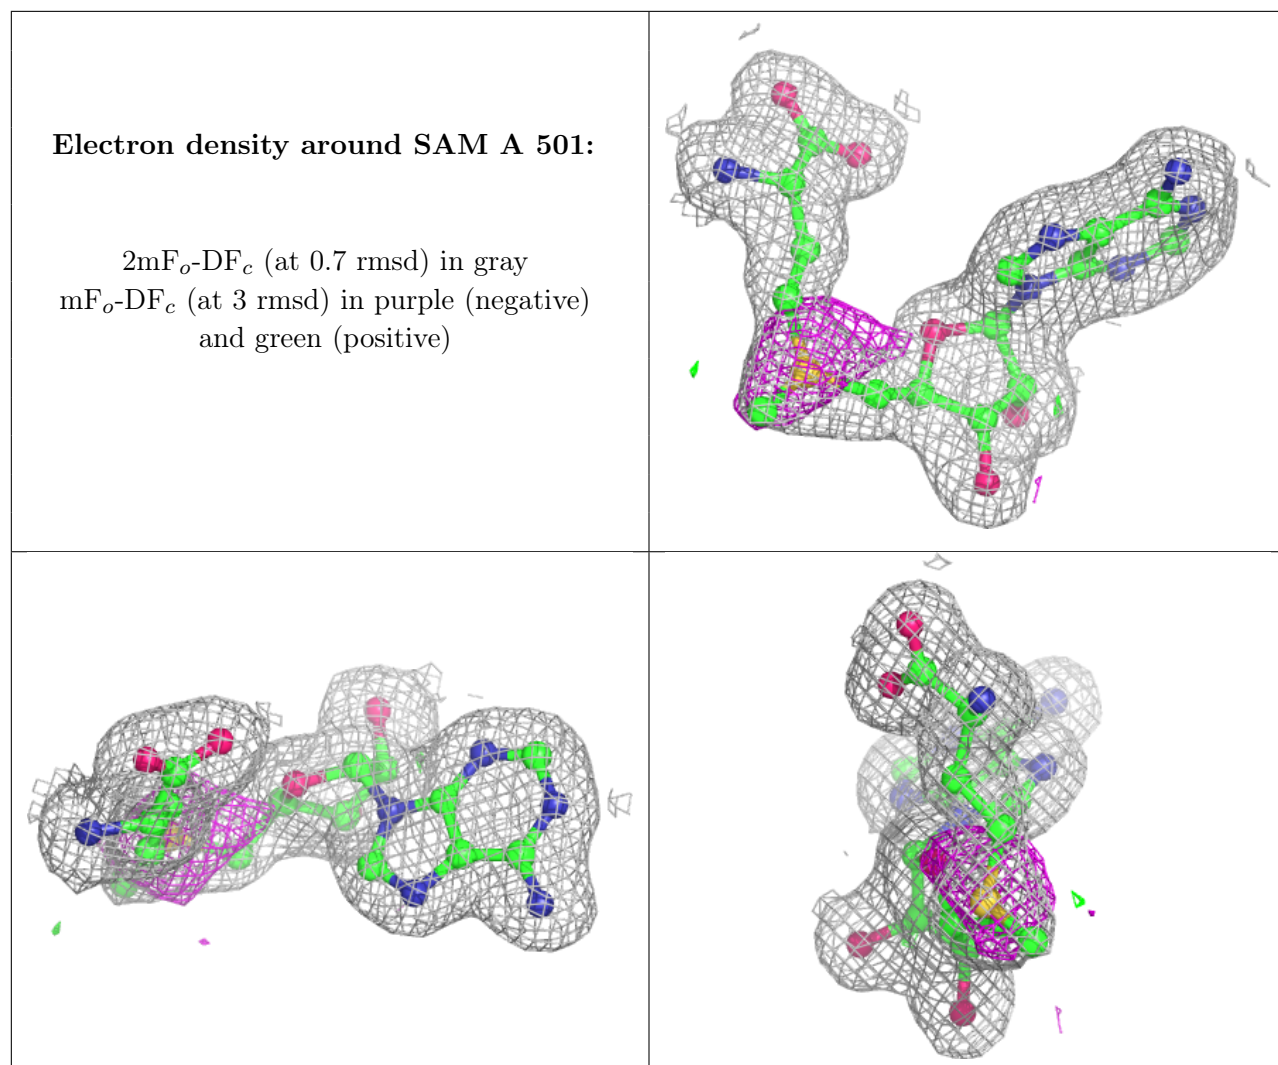 Electron density around SAM A 501:
2mFo-DFc (at 0.7 rmsd) in gray
mFo-DFc (at 3 rmsd) in purple (negative)
and green (positive)